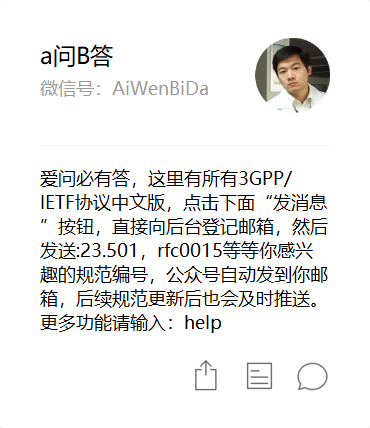 a问B答
微信号：AiWenBiDa
爱问必有答，这里有所有3GPP/
IETF协议中文版，点击下面“发消息
”按钮，直接向后台登记邮箱，然后
发送:23.501，rfc0015等等你感兴
趣的规范编号，公众号自动发到你邮
箱，后续规范更新后也会及时推送。
更多功能请输入：help